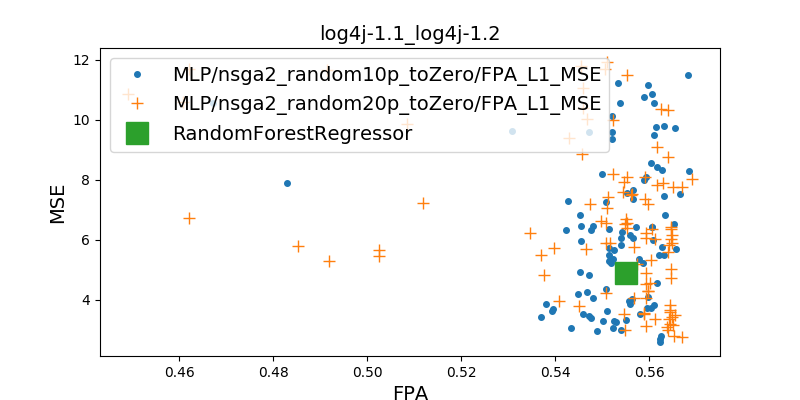 log4j-1.1_log4j-1.2
MLP/nsga2_random10p_toZero/FPA_L1_MSE
MLP/nsga2_random20p_toZero/FPA_L1_MSE
RandomForestRegressor
MSE
12
10
8
6
4
0.46 0.48 0.50 0.52 0.54 0.56
FPA